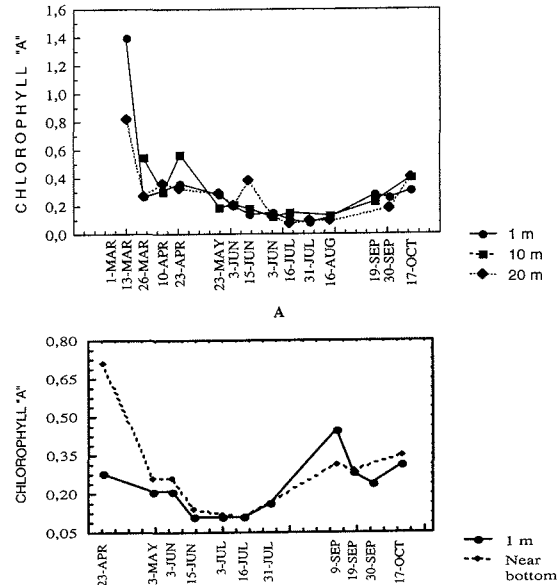 CHLOROPHYLL "A"
1,6
1,4
1,2
1,0
0,8
0,6
0,4
0,2
0,0
1-MAR
13-MAR
26-MAR
10-APR
23-APR
23-MAY
3-JUN
15-JUN
3-JUN
16-JUL
31-JUL
16-AUG
19-SEP
30-SEP
17-OCT
1 m
10 m
20 m
A
CHLOROPHYLL "A"
0,80
0,65
0,50
0,35
0,20
0,05
23-APR
3-MAY
3-JUN
15-JUN
3-JUL
16-JUL
31-JUL
9-SEP
19-SEP
30-SEP
17-OCT
1 m
Near
bottom